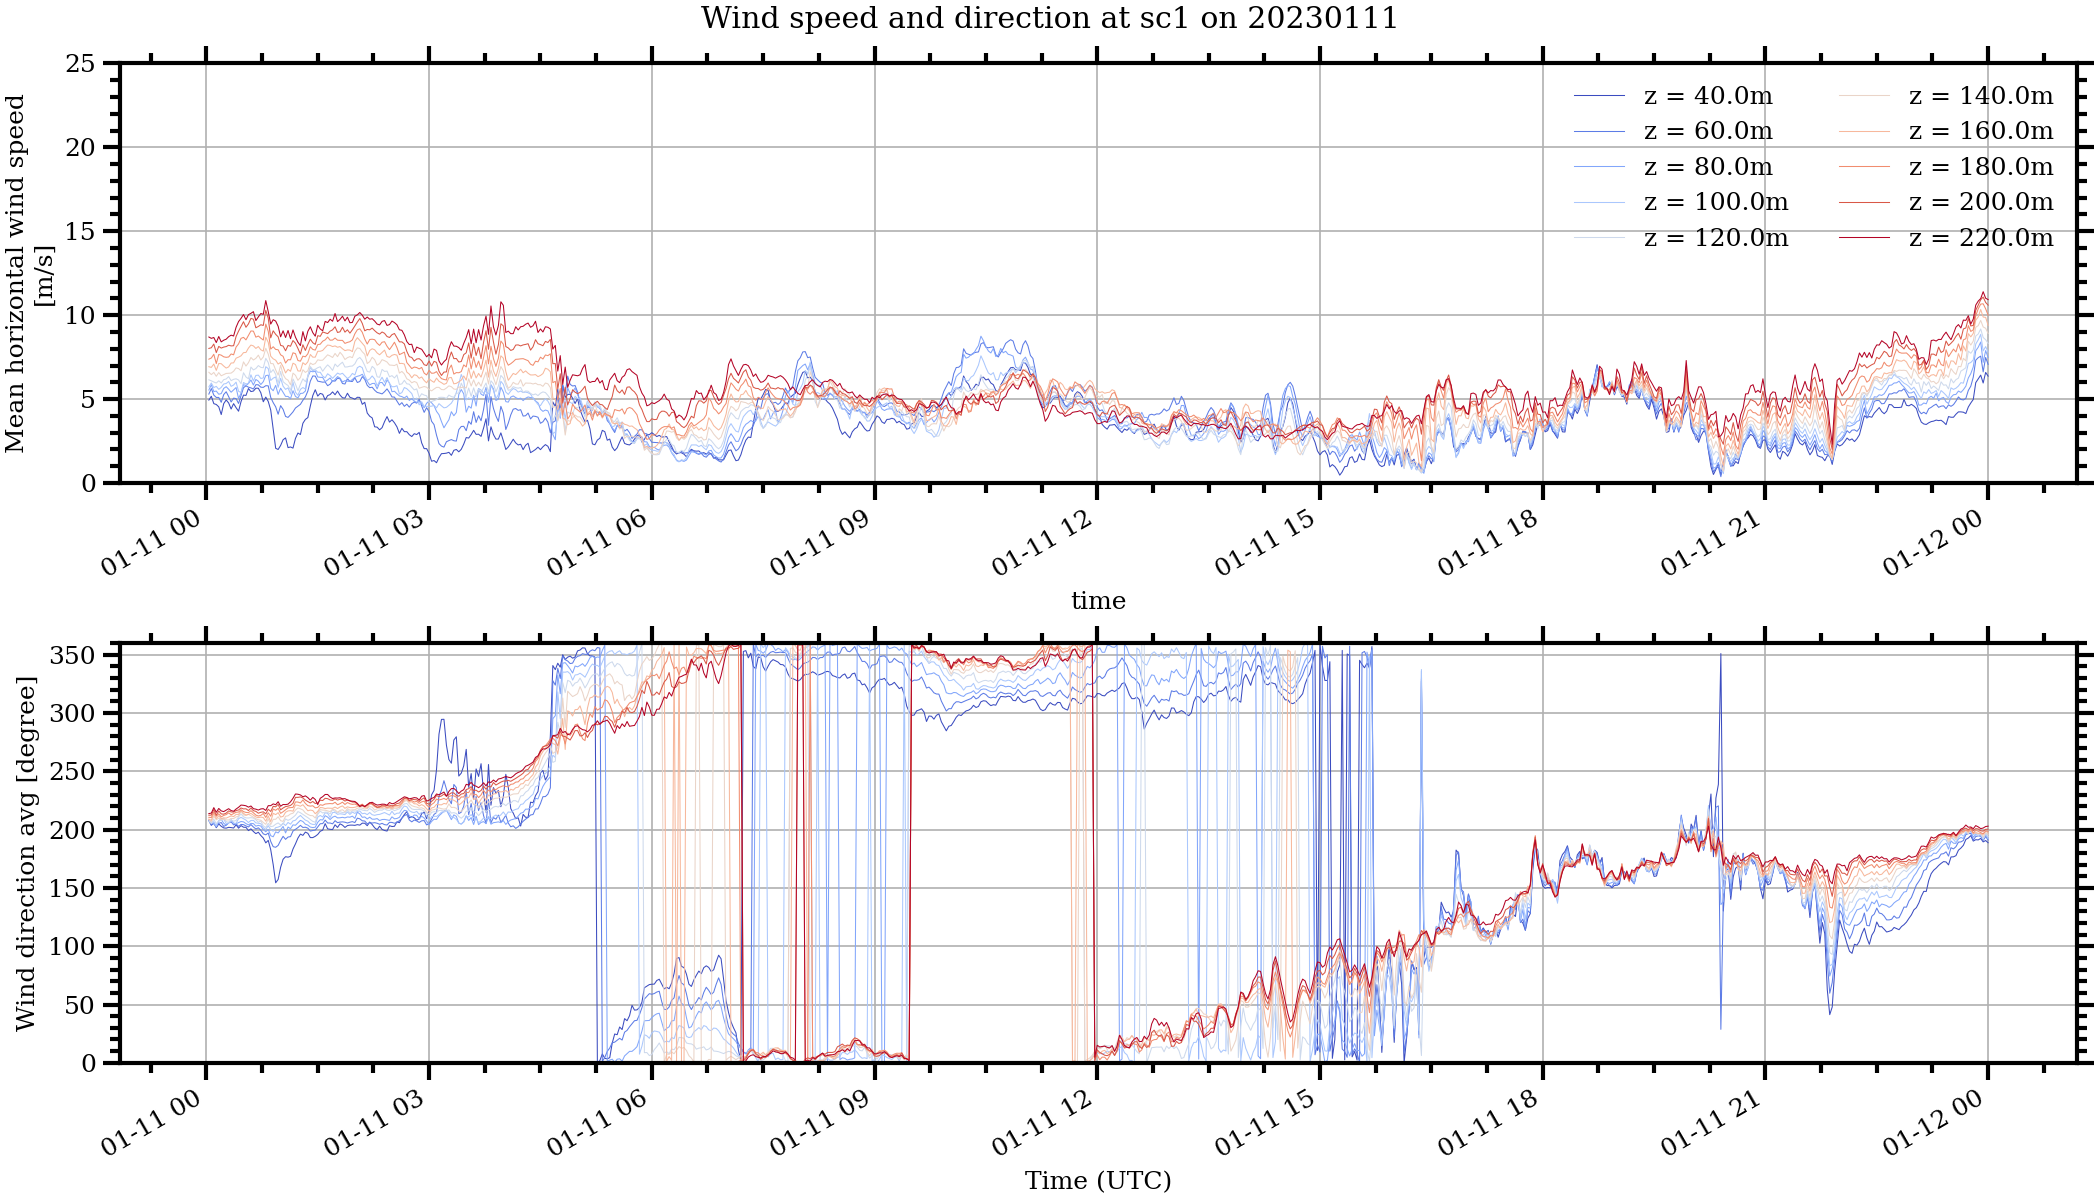 Wind speed and direction at sc1 on 20230111
Mean horizontal wind speed
[m/s]
25
20
15
10
5
0
z = 40.0m
z = 60.0m
z = 80.0m
z = 100.0m
z = 120.0m
z = 140.0m
z = 160.0m
z = 180.0m
z = 200.0m
z = 220.0m
01-11 00
01-11 03
01-11 06
01-11 09
01-11 12
01-11 15
01-11 18
01-11 21
01-12 00
time
Wind direction avg [degree]
350
300
250
200
150
100
50
0
01-11 00
01-11 03
01-11 06
01-11 09
01-11 12
01-11 15
01-11 18
01-11 21
01-12 00
Time (UTC)